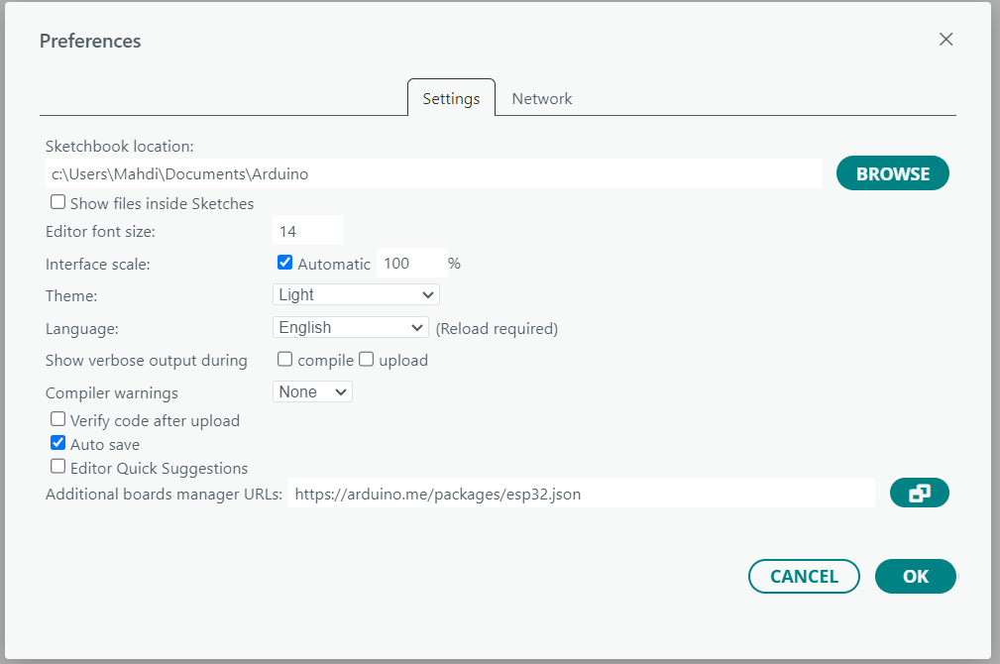 Preferences
Settings Network
Sketchbook location:
c:\Users\Mahdi\Documents\Arduino BROWSE
Show files inside Sketches
Editor font size: 14
Interface scale: Automatic 100 %
Theme: Light
Language: English (Reload required)
Show verbose output during compile upload
Compiler warnings None
Verify code after upload
Auto save
Editor Quick Suggestions
Additional boards manager URLs: https://arduino.me/packages/esp32.json
CANCEL OK